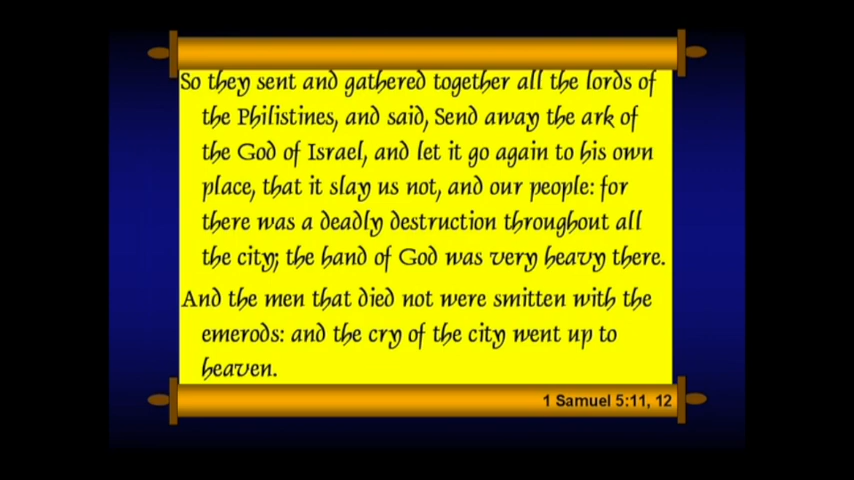 So they sent and gathered together all the lords of
the Philistines, and said, Send away the ark of
the God of Israel, and let it go again to his own
place, that it slay us not, and our people: for
there was a deadly destruction throughout all
the city; the hand of God was very heavy there.
And the men that died not were smitten with the
emerods: and the cry of the city went up to
heaven.
1 Samuel 5:11, 12